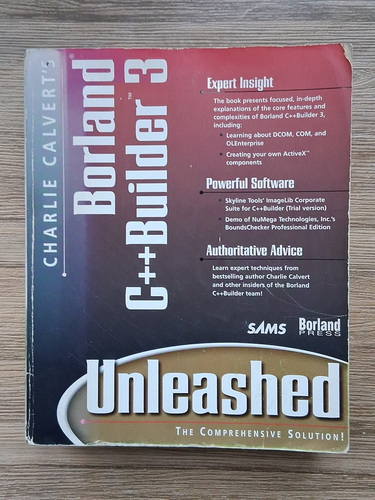 CHARLIE CALVERT'S
Borland®
C++Builder™ 3
Expert Insight
The book presents focused, in-depth
explanations of the core features and
complexities of Borland C++Builder 3,
including:
• Learning about DCOM, COM, and
OLEnterprise
• Creating your own ActiveX™
components
Powerful Software
• Skyline Tools' ImageLib Corporate
Suite for C++Builder (Trial version)
• Demo of NuMega Technologies, Inc.'s
BoundsChecker Professional Edition
Authoritative Advice
Learn expert techniques from
bestselling author Charlie Calvert
and other insiders of the Borland
C++Builder team!
SAMS
Borland
PRESS
Unleashed
THE COMPREHENSIVE SOLUTION!